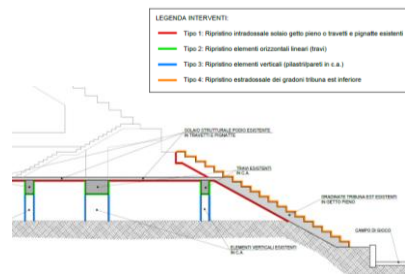 LEGENDA INTERVENTI:
Tipo 1: Ripristino intradossale solaio getto pieno o travetti e pignatte esistenti
Tipo 2: Ripristino elementi orizzontali lineari (travi)
Tipo 3: Ripristino elementi verticali (pilastri/pareti in c.a.)
Tipo 4: Ripristino estradossale dei gradoni tribuna est inferiore
SOLAIO STRUTTURALE PODIO ESISTENTE
IN TRAVETTI E PIGNATTE
TRAVI ESISTENTI
IN C.A.
GRADINATE TRIBUNA EST ESISTENTI
IN GETTO PIENO
CAMPO DI GIOCO
ELEMENTI VERTICALI ESISTENTI
IN C.A.